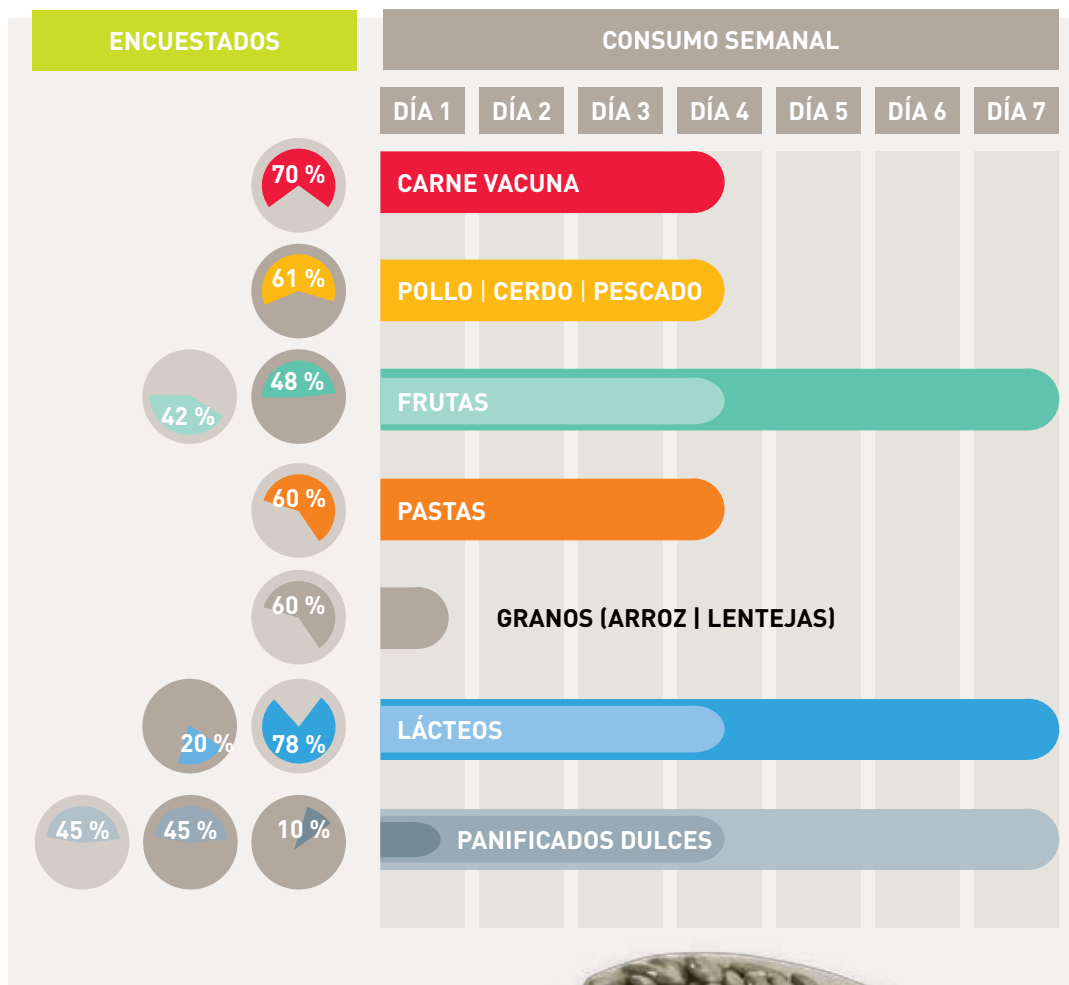 ENCUESTADOS
CONSUMO SEMANAL
DÍA 1 DÍA 2 DÍA 3 DÍA 4 DÍA 5 DÍA 6 DÍA 7
70 % CARNE VACUNA
61 % POLLO | CERDO | PESCADO
42 % 48 % FRUTAS
60 % PASTAS
60 % GRANOS (ARROZ | LENTEJAS)
20 % 78 % LÁCTEOS
45 % 45 % 10 % PANIFICADOS DULCES